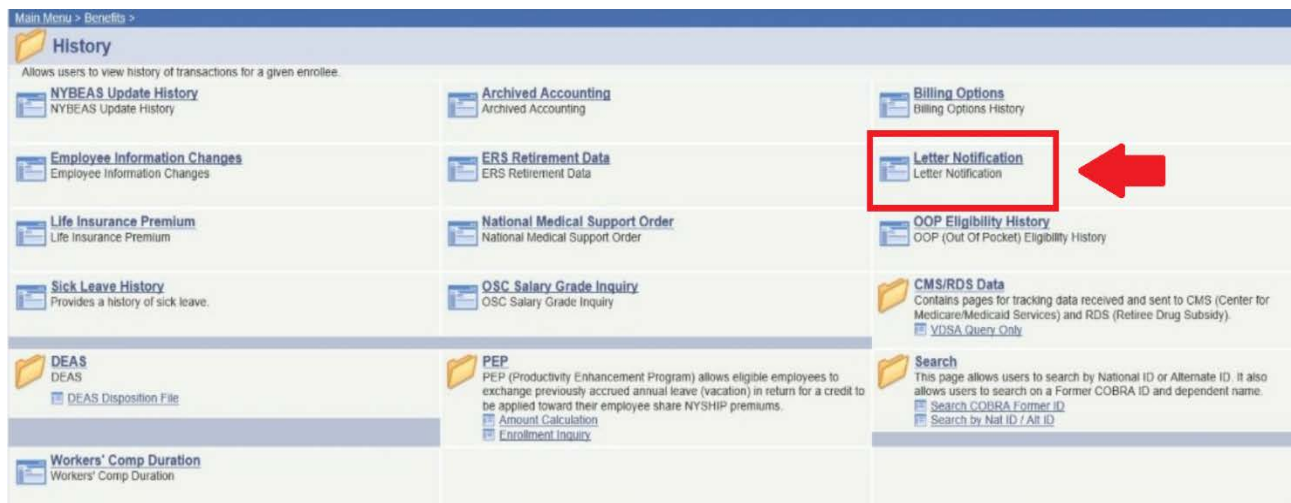 Main Menu > Benefits >
History
Allows users to view history of transactions for a given enrollee.
NYBEAS Update History
NYBEAS Update History
Archived Accounting
Archived Accounting
Billing Options
Billing Options History
Employee Information Changes
Employee Information Changes
ERS Retirement Data
ERS Retirement Data
Letter Notification
Letter Notification
Life Insurance Premium
Life Insurance Premium
National Medical Support Order
National Medical Support Order
OOP Eligibility History
OOP (Out Of Pocket) Eligibility History
Sick Leave History
Provides a history of sick leave.
OSC Salary Grade Inquiry
OSC Salary Grade Inquiry
CMS/RDS Data
Contains pages for tracking data received and sent to CMS (Center for
Medicare/Medicaid Services) and RDS (Retiree Drug Subsidy).
VDSA Query Only
DEAS
DEAS
DEAS Disposition File
PEP
PEP (Productivity Enhancement Program) allows eligible employees to
exchange previously accrued annual leave (vacation) in return for a credit to
be applied toward their employee share NYSHIP premiums.
Amount Calculation
Enrollment Inquiry
Search
This page allows users to search by National ID or Alternate ID. It also
allows users to search on a Former COBRA ID and dependent name.
Search COBRA Former ID
Search by Nat ID / Alt ID
Workers' Comp Duration
Workers' Comp Duration